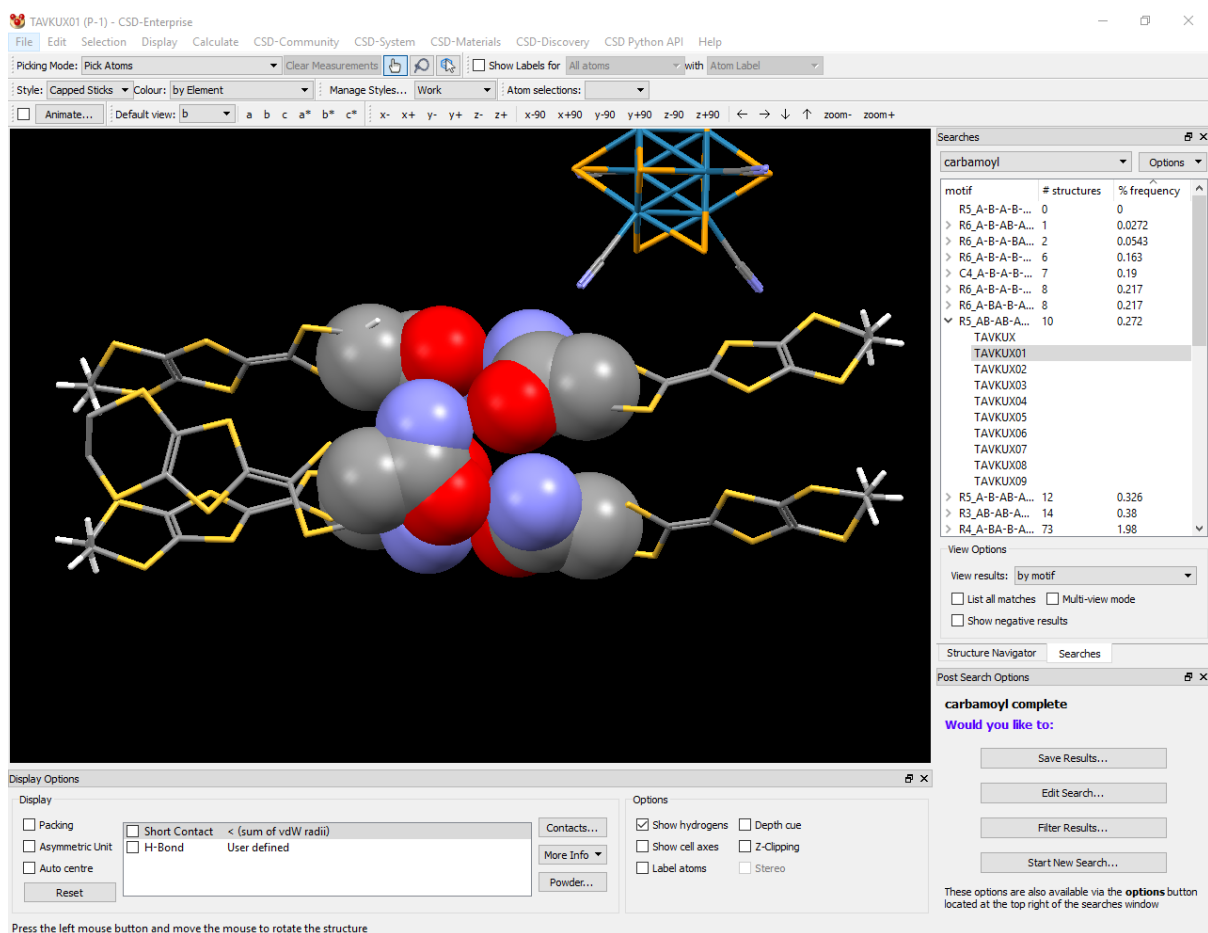 TAVKUX01 (P-1) - CSD-Enterprise
File Edit Selection Display Calculate CSD-Community CSD-System CSD-Materials CSD-Discovery CSD Python API Help
Picking Mode: Pick Atoms Clear Measurements Show Labels for All atoms with Atom Label
Style: Capped Sticks Colour: by Element Manage Styles... Work Atom selections:
Animate... Default view: b a b c a* b* c* x- x+ y- y+ z- z+ x-90 x+90 y-90 y+90 z-90 z+90 ← → ↓ ↑ zoom- zoom+
Searches
carbamoyl Options
motif # structures % frequency
R5_A-B-A-B-... 0 0
R6_A-B-AB-A... 1 0.0272
R6_A-B-A-BA... 2 0.0543
R6_A-B-A-B-... 6 0.163
C4_A-B-A-B-... 7 0.19
R6_A-B-A-B-... 8 0.217
R6_A-BA-B-A... 8 0.217
R5_AB-AB-A... 10 0.272
TAVKUX
TAVKUX01
TAVKUX02
TAVKUX03
TAVKUX04
TAVKUX05
TAVKUX06
TAVKUX07
TAVKUX08
TAVKUX09
R5_A-B-AB-A... 12 0.326
R3_AB-AB-A... 14 0.38
R4_A-BA-B-A... 73 1.98
View Options
View results: by motif
List all matches Multi-view mode
Show negative results
Structure Navigator Searches
Post Search Options
carbamoyl complete
Would you like to:
Save Results...
Edit Search...
Filter Results...
Start New Search...
These options are also available via the options button
located at the top right of the searches window
Display Options
Display
Packing
Asymmetric Unit
Auto centre
Reset
Short Contact < (sum of vdW radii)
H-Bond User defined
Contacts...
More Info
Powder...
Options
Show hydrogens Depth cue
Show cell axes Z-Clipping
Label atoms Stereo
Press the left mouse button and move the mouse to rotate the structure